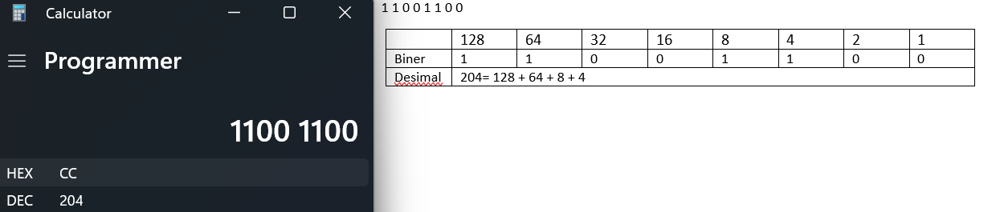 Calculator
Programmer
1100 1100
HEX CC
DEC 204
1 1 0 0 1 1 0 0
128 64 32 16 8 4 2 1
Biner 1 1 0 0 1 1 0 0
Desimal 204= 128 + 64 + 8 + 4